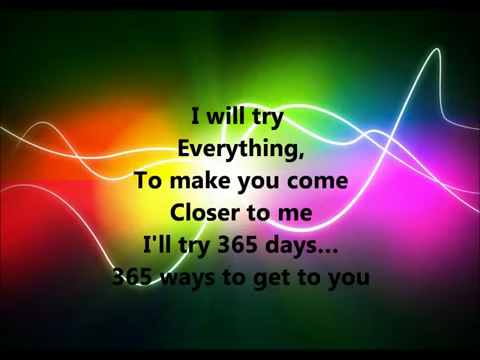 I will try
Everything,
To make you come
Closer to me
I'll try 365 days...
365 ways to get to you